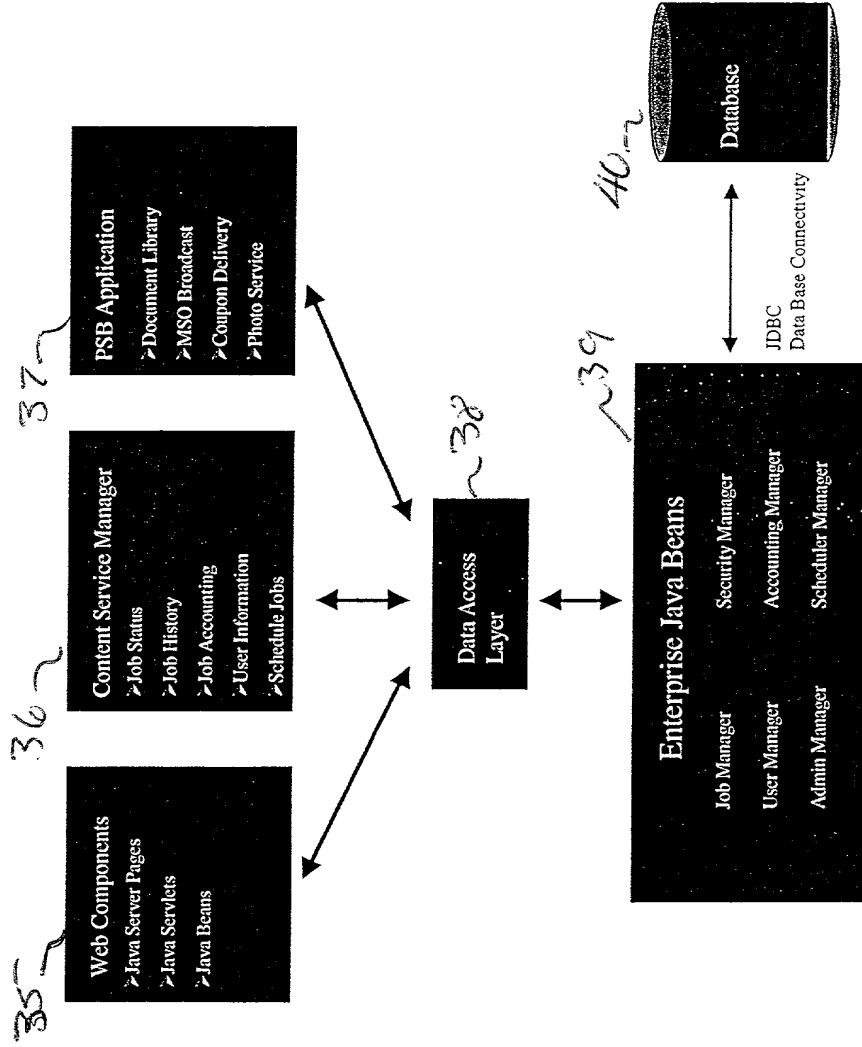 35
Web Components
➢Java Server Pages
➢Java Servlets
➢Java Beans
36
Content Service Manager
➢Job Status
➢Job History
➢Job Accounting
➢User Information
➢Schedule Jobs
37
PSB Application
➢Document Library
➢MSO Broadcast
➢Coupon Delivery
➢Photo Service
Data Access
Layer
38
Enterprise Java Beans
Job Manager
Security Manager
User Manager
Accounting Manager
Admin Manager
Scheduler Manager
39
JDBC
Data Base Connectivity
40
Database